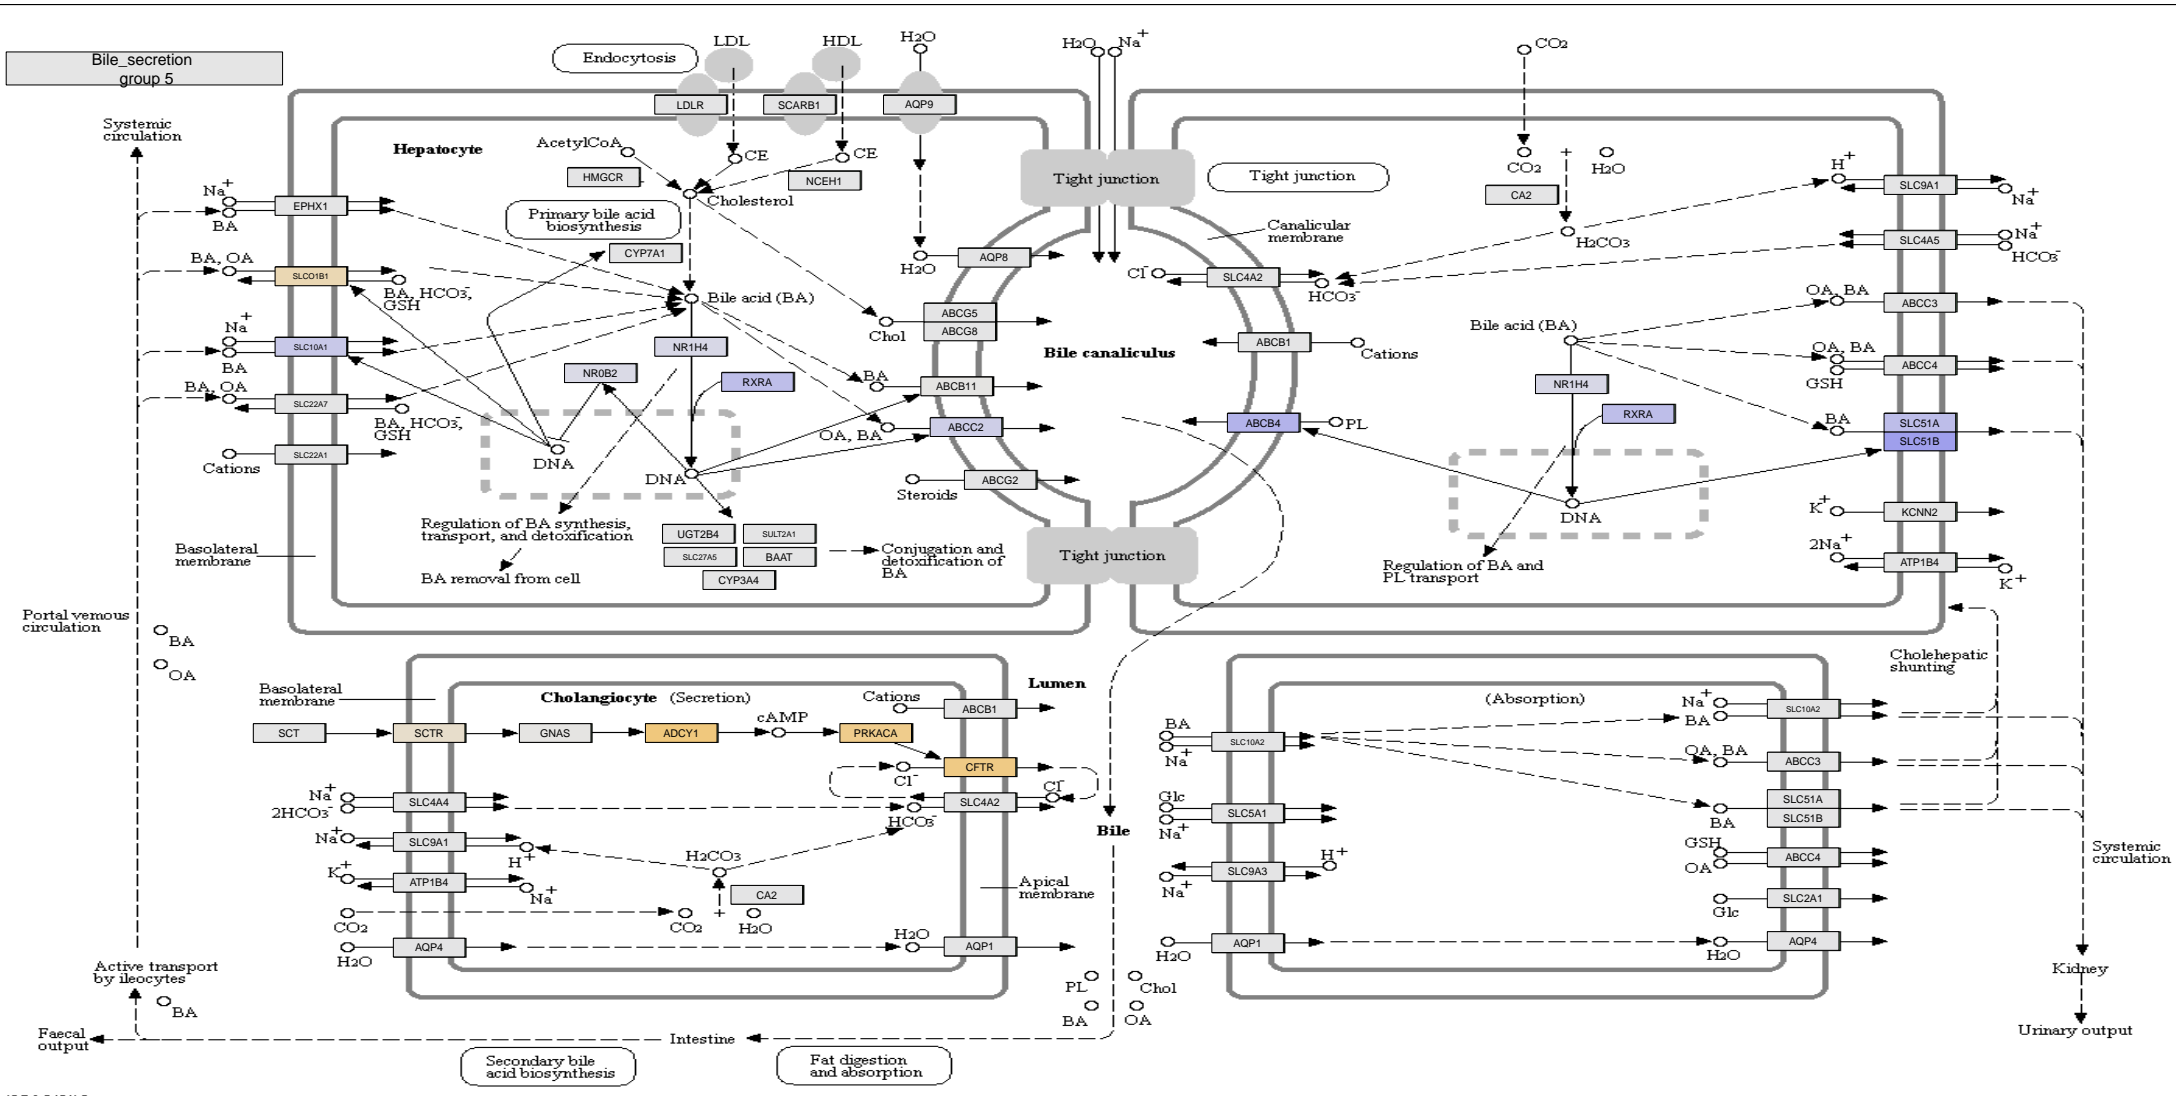 Bile_secretion
group 5
Endocytosis
LDL
HDL
H2O
H2O
Na+
CO2
LDLR
SCARB1
AQP9
Systemic
circulation
Hepatocyte
AcetylCoA
CE
CE
HMGCR
NCEH1
Cholesterol
Tight junction
Tight junction
CO2
+
H2O
CA2
H2CO3
H+
SLC9A1
Na+
Na+
EPHX1
BA
Primary bile acid
biosynthesis
CYP7A1
H2O
AQP8
Canalicular
membrane
SLC4A5
Na+
HCO3-
BA, OA
SLCO1B1
BA, HCO3-,
GSH
Bile acid (BA)
Cl-
SLC4A2
HCO3-
Chol
ABCG5
ABCG8
OA, BA
ABCC3
Na+
SLC10A1
BA
NR1H4
Bile canaliculus
ABCB1
Cations
Bile acid (BA)
OA, BA
ABCC4
GSH
NR0B2
RXRA
BA
ABCB11
NR1H4
BA, OA
SLC22A7
BA, HCO3-,
GSH
OA, BA
ABCC2
ABCB4
PL
RXRA
BA
SLC51A
SLC51B
Cations
SLC22A1
DNA
DNA
Steroids
ABCG2
DNA
K+
KCNN2
Regulation of BA synthesis,
transport, and detoxification
BA removal from cell
UGT2B4
SULT2A1
SLC27A5
BAAT
CYP3A4
Conjugation and
detoxification of
BA
Tight junction
Regulation of BA and
PL transport
2Na+
ATP1B4
K+
Basolateral
membrane
Portal venous
circulation
BA
OA
Basolateral
membrane
Cholangiocyte (Secretion)
Cations
ABCB1
Lumen
SCT
SCTR
GNAS
ADCY1
cAMP
PRKACA
CFTR
Cl-
Cl-
Na+
2HCO3-
SLC4A4
HCO3-
SLC4A2
Na+
SLC9A1
H+
H2CO3
K+
ATP1B4
Na+
CA2
CO2
CO2
+
H2O
Apical
membrane
H2O
AQP4
H2O
AQP1
Bile
(Absorption)
Cholehepatic
shunting
BA
Na+
SLC10A2
Na+
BA
SLC10A2
OA, BA
ABCC3
Glc
Na+
SLC5A1
BA
SLC51A
SLC51B
Na+
SLC9A3
H+
GSH
OA
ABCC4
Glc
SLC2A1
H2O
AQP1
H2O
AQP4
Systemic
circulation
Active transport
by ileocytes
BA
PL
Chol
BA
OA
Kidney
Urinary output
Faecal
output
Intestine
Secondary bile
acid biosynthesis
Fat digestion
and absorption